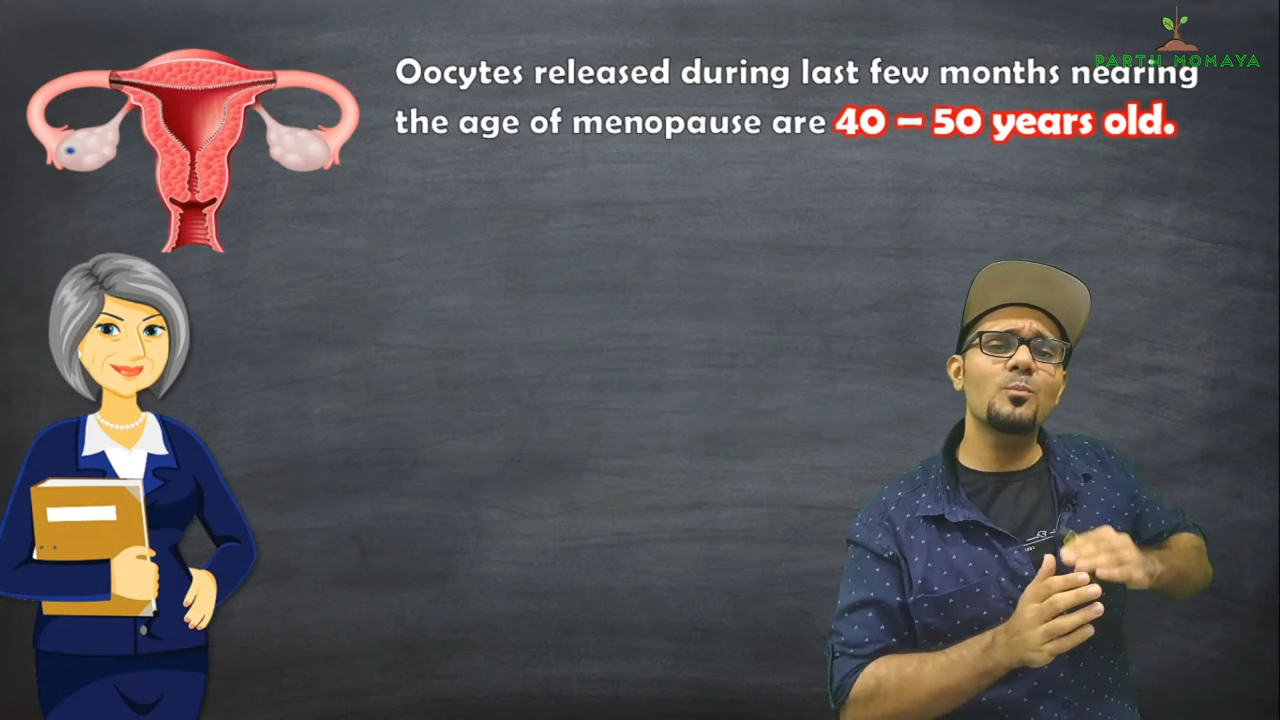 PARTH MOMAYA
Oocytes released during last few months nearing
the age of menopause are 40 – 50 years old.